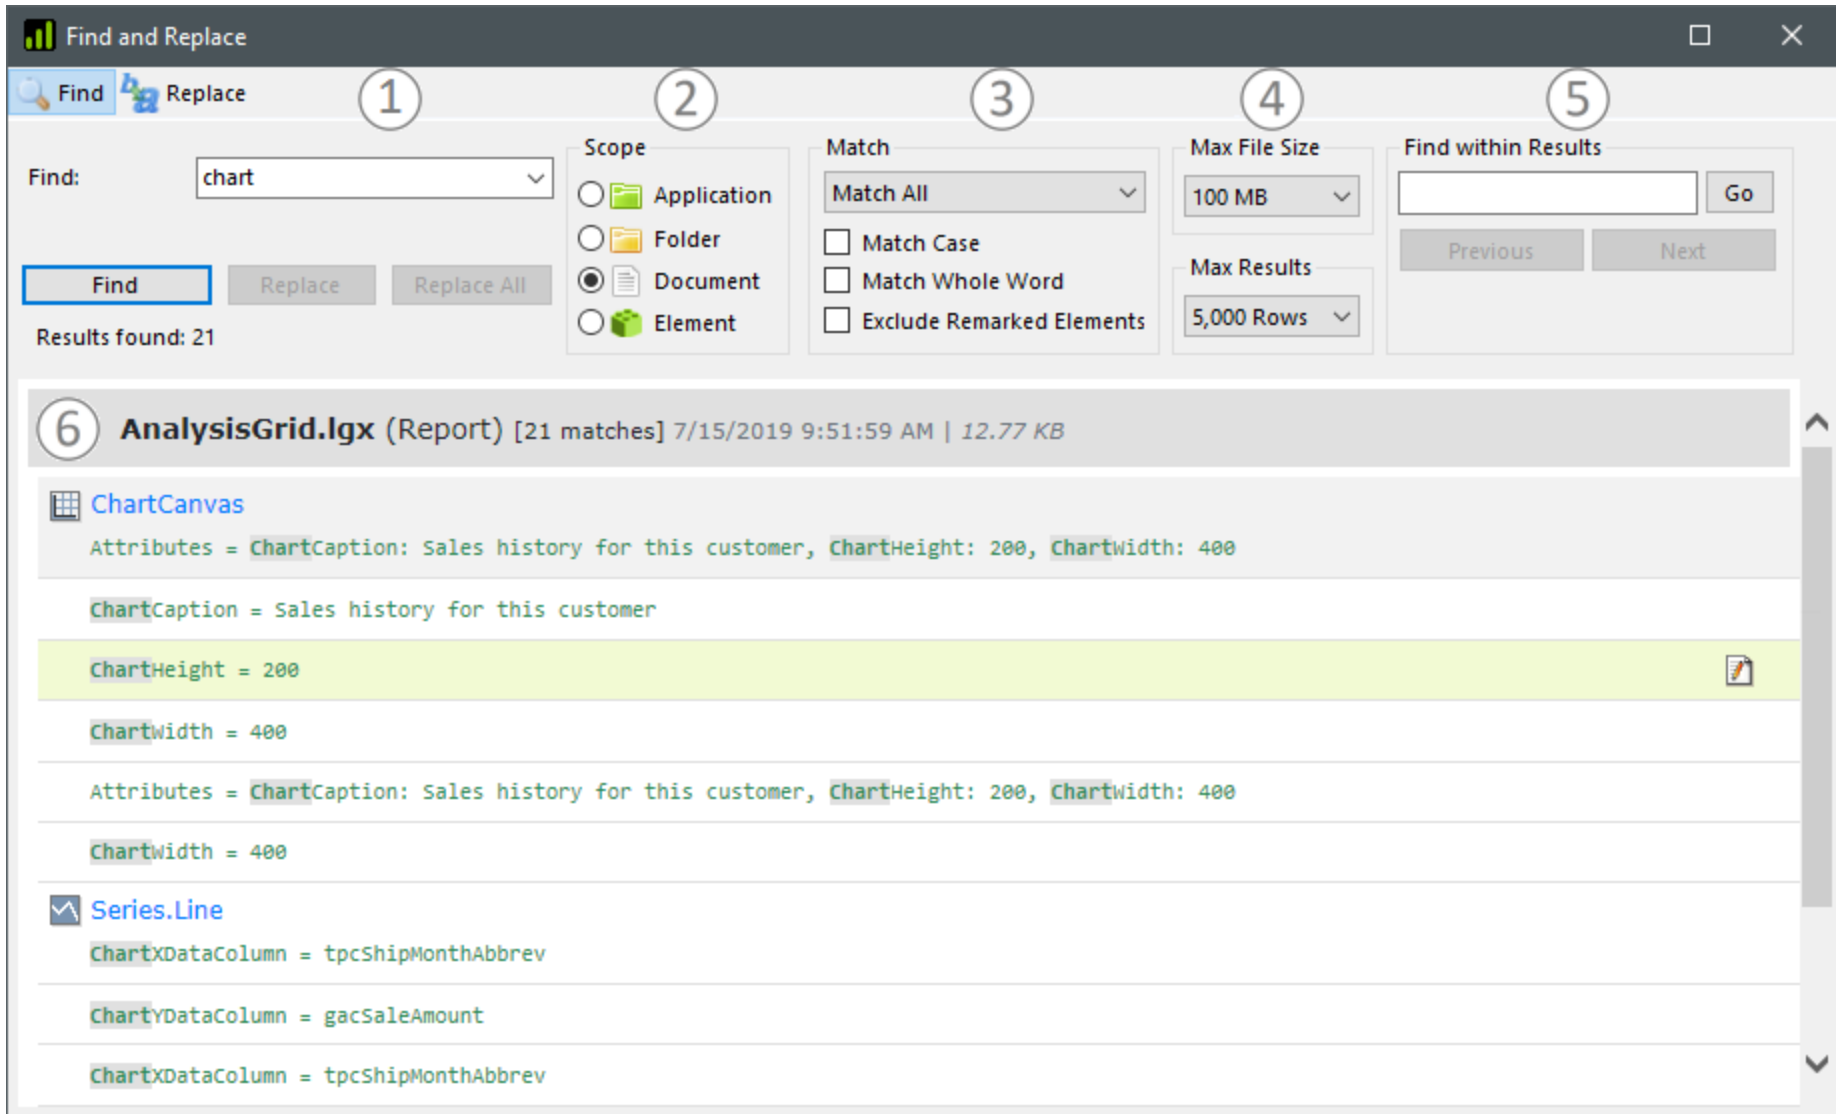 Find and Replace
Find Replace
1 2 3 4 5
Find: chart
Find Replace Replace All
Results found: 21
Scope
Application
Folder
Document
Element
Match
Match All
Match Case
Match Whole Word
Exclude Remarked Elements
Max File Size
100 MB
Max Results
5,000 Rows
Find within Results
Go
Previous Next
6 AnalysisGrid.lgx (Report) [21 matches] 7/15/2019 9:51:59 AM | 12.77 KB
ChartCanvas
Attributes = ChartCaption: Sales history for this customer, ChartHeight: 200, ChartWidth: 400
ChartCaption = Sales history for this customer
ChartHeight = 200
ChartWidth = 400
Attributes = ChartCaption: Sales history for this customer, ChartHeight: 200, ChartWidth: 400
ChartWidth = 400
Series.Line
ChartXDataColumn = tpcShipMonthAbbrev
ChartYDataColumn = gacSaleAmount
ChartXDataColumn = tpcShipMonthAbbrev